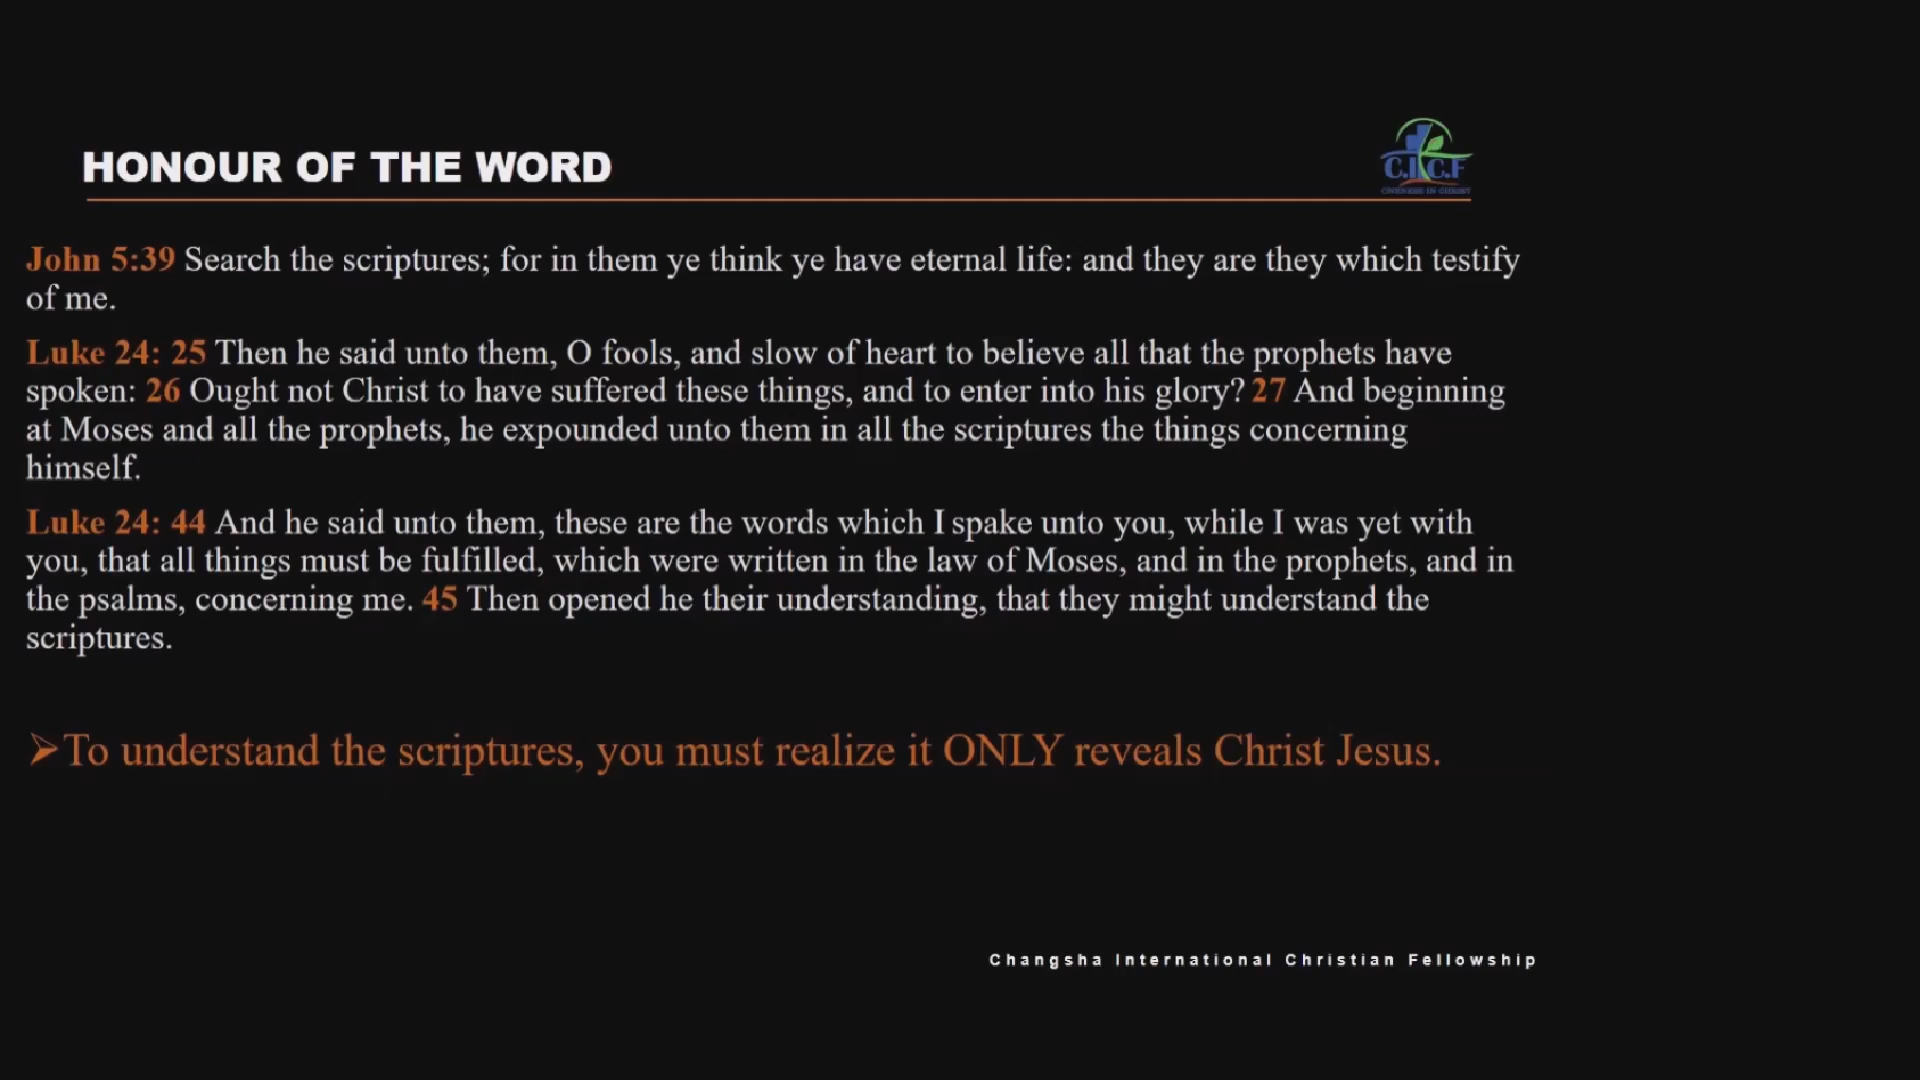 HONOUR OF THE WORD
C.I.C.F
John 5:39 Search the scriptures; for in them ye think ye have eternal life: and they are they which testify
of me.
Luke 24: 25 Then he said unto them, O fools, and slow of heart to believe all that the prophets have
spoken: 26 Ought not Christ to have suffered these things, and to enter into his glory? 27 And beginning
at Moses and all the prophets, he expounded unto them in all the scriptures the things concerning
himself.
Luke 24: 44 And he said unto them, these are the words which I spake unto you, while I was yet with
you, that all things must be fulfilled, which were written in the law of Moses, and in the prophets, and in
the psalms, concerning me. 45 Then opened he their understanding, that they might understand the
scriptures.
➢To understand the scriptures, you must realize it ONLY reveals Christ Jesus.
Changsha International Christian Fellowship